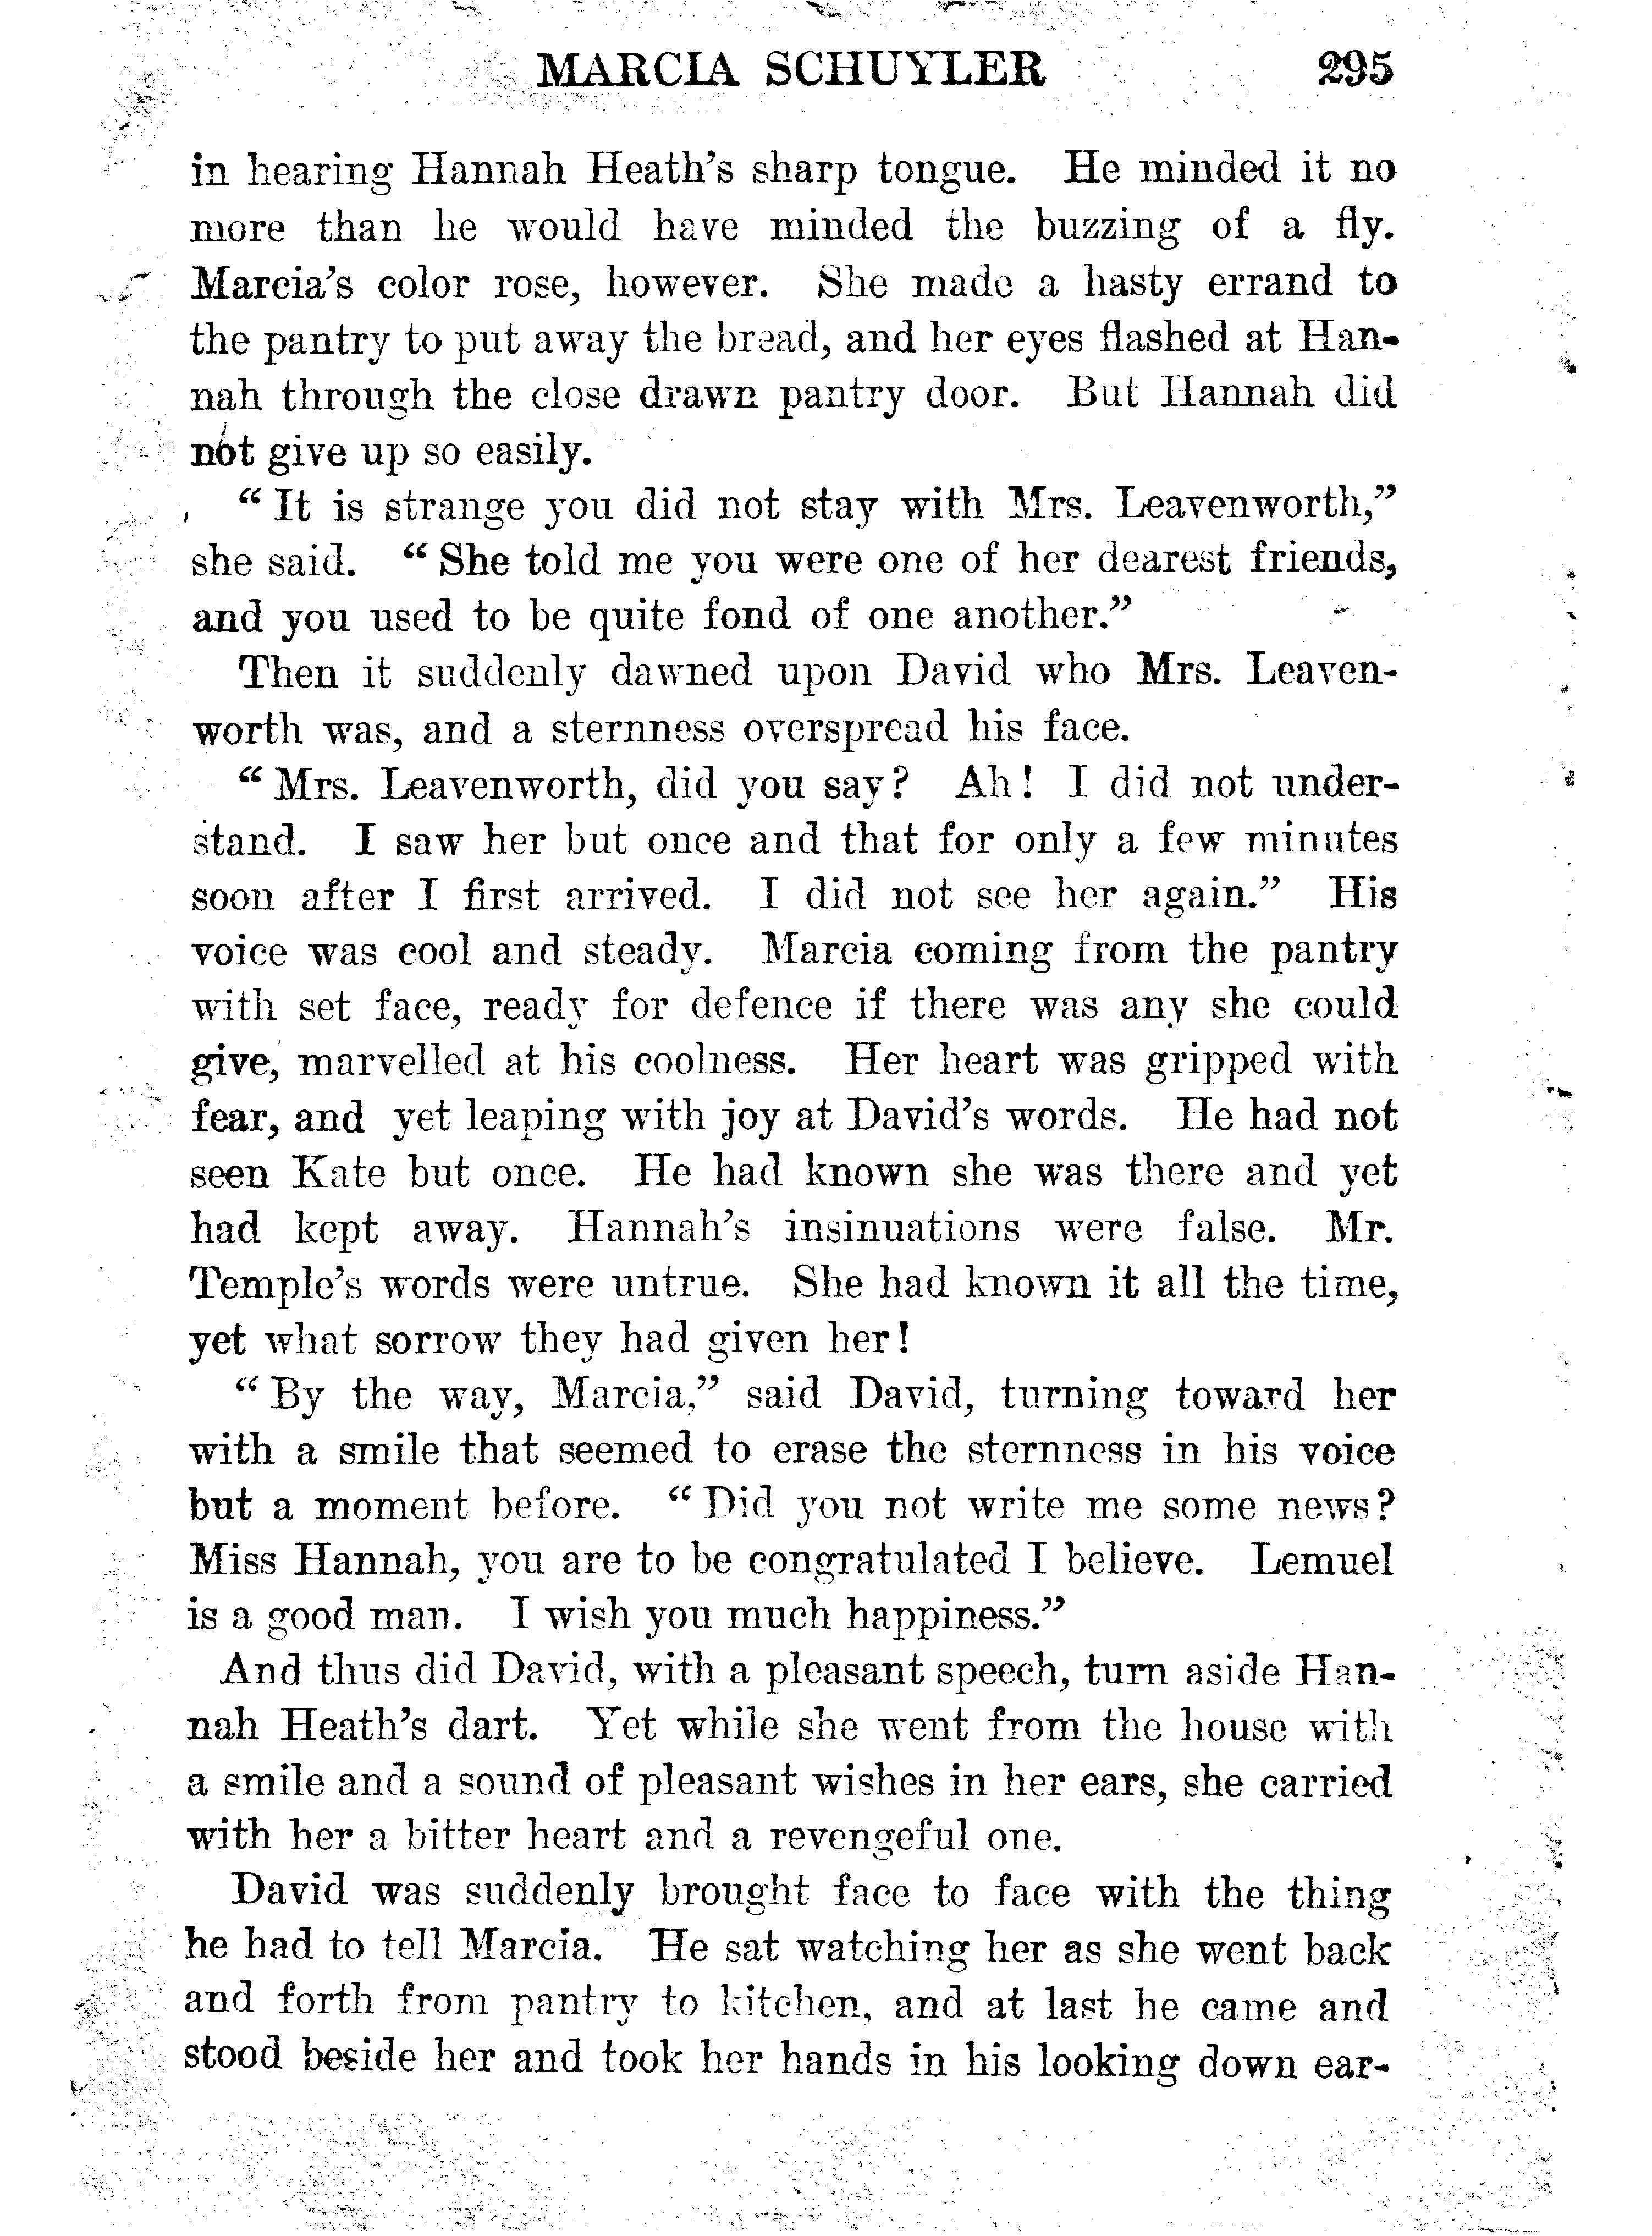 MARCIA SCHUYLER 295
in hearing Hannah Heath's sharp tongue. He minded it no
more than he would have minded the buzzing of a fly.
Marcia's color rose, however. She made a hasty errand to
the pantry to put away the bread, and her eyes flashed at Han-
nah through the close drawn pantry door. But Hannah did
not give up so easily.
"It is strange you did not stay with Mrs. Leavenworth,"
she said. "She told me you were one of her dearest friends,
and you used to be quite fond of one another."
Then it suddenly dawned upon David who Mrs. Leaven-
worth was, and a sternness overspread his face.
"Mrs. Leavenworth, did you say? Ah! I did not under-
stand. I saw her but once and that for only a few minutes
soon after I first arrived. I did not see her again." His
voice was cool and steady. Marcia coming from the pantry
with set face, ready for defence if there was any she could
give, marvelled at his coolness. Her heart was gripped with
fear, and yet leaping with joy at David's words. He had not
seen Kate but once. He had known she was there and yet
had kept away. Hannah's insinuations were false. Mr.
Temple's words were untrue. She had known it all the time,
yet what sorrow they had given her!
"By the way, Marcia," said David, turning toward her
with a smile that seemed to erase the sternness in his voice
but a moment before. "Did you not write me some news?
Miss Hannah, you are to be congratulated I believe. Lemuel
is a good man. I wish you much happiness."
And thus did David, with a pleasant speech, turn aside Han-
nah Heath's dart. Yet while she went from the house with
a smile and a sound of pleasant wishes in her ears, she carried
with her a bitter heart and a revengeful one.
David was suddenly brought face to face with the thing
he had to tell Marcia. He sat watching her as she went back
and forth from pantry to kitchen, and at last he came and
stood beside her and took her hands in his looking down ear-